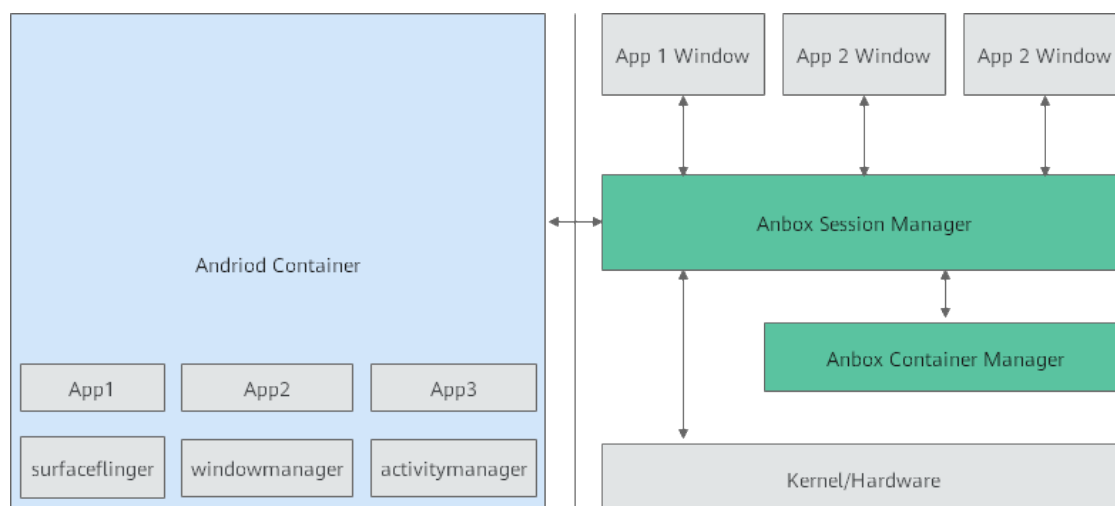 App 1 Window
App 2 Window
App 2 Window
Anbox Session Manager
Andriod Container
Anbox Container Manager
App1
App2
App3
surfaceflinger
windowmanager
activitymanager
Kernel/Hardware